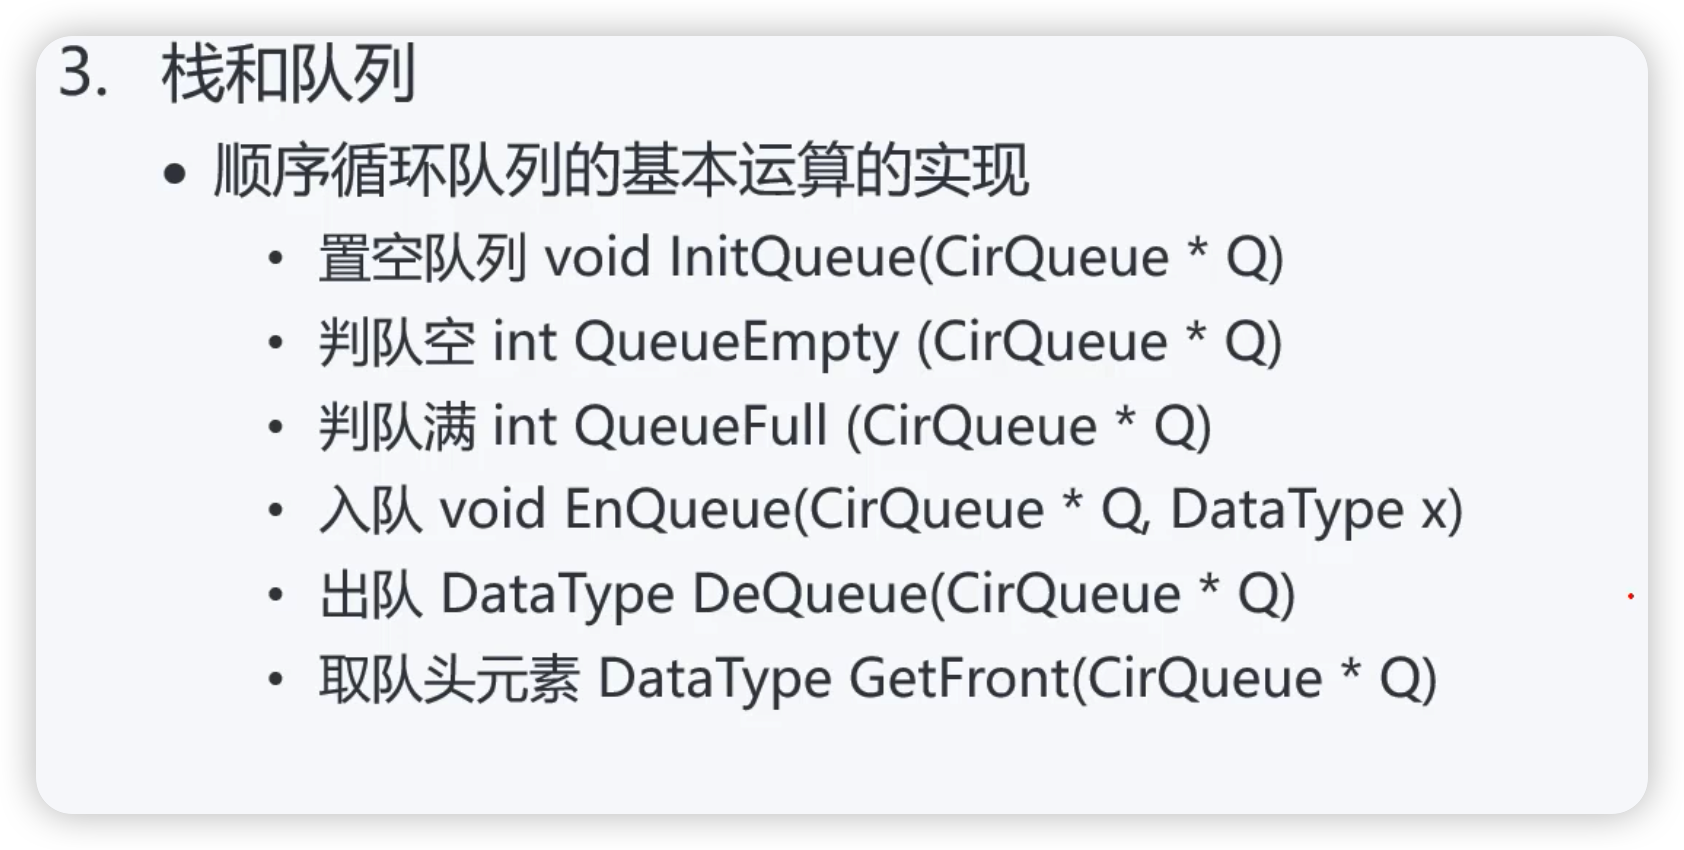 3. 栈和队列
• 顺序循环队列的基本运算的实现
• 置空队列 void InitQueue(CirQueue * Q)
• 判队空 int QueueEmpty (CirQueue * Q)
• 判队满 int QueueFull (CirQueue * Q)
• 入队 void EnQueue(CirQueue * Q, DataType x)
• 出队 DataType DeQueue(CirQueue * Q)
• 取队头元素 DataType GetFront(CirQueue * Q)